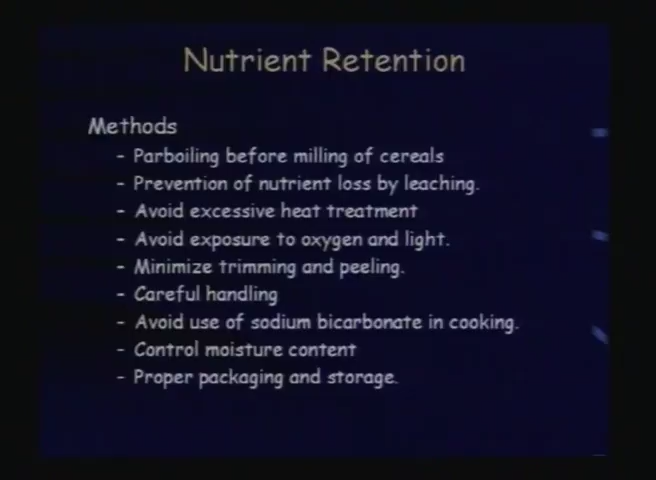 Nutrient Retention
Methods
- Parboiling before milling of cereals
- Prevention of nutrient loss by leaching.
- Avoid excessive heat treatment
- Avoid exposure to oxygen and light.
- Minimize trimming and peeling.
- Careful handling
- Avoid use of sodium bicarbonate in cooking.
- Control moisture content
- Proper packaging and storage.